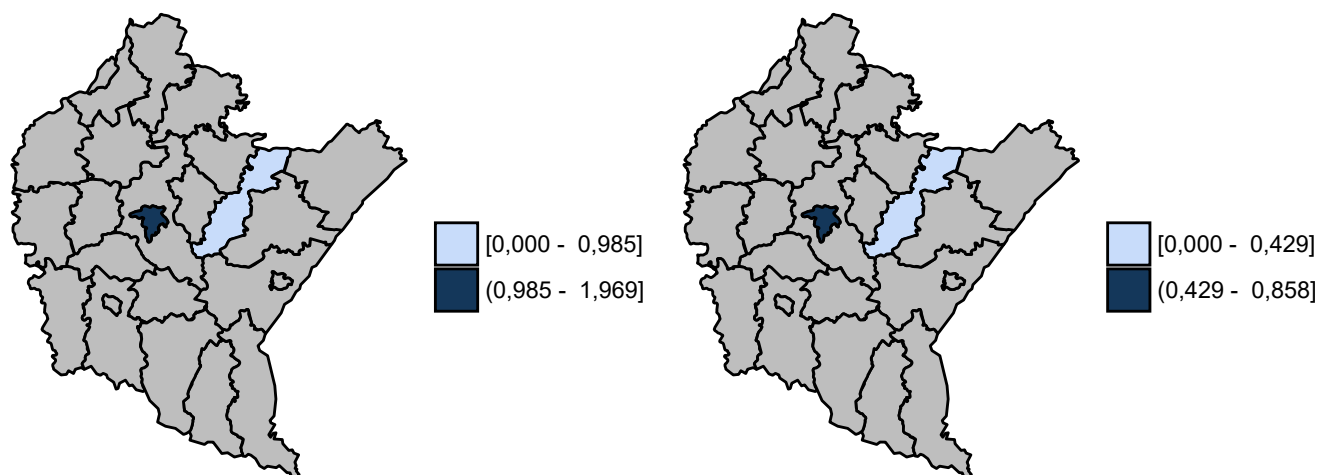 [0,000 - 0,985]
(0,985 - 1,969]
[0,000 - 0,429]
(0,429 - 0,858]